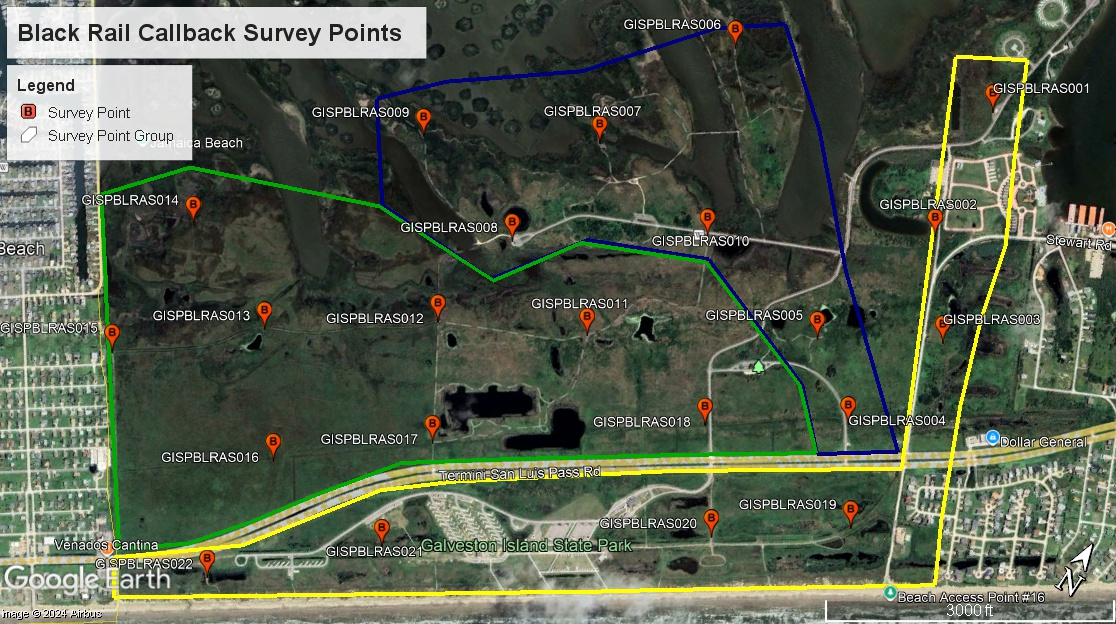 Black Rail Callback Survey Points
Legend
B Survey Point
Survey Point Group
Jamaica Beach
GISPBLRAS006
GISPBLRAS001
GISPBLRAS009
GISPBLRAS007
GISPBLRAS014
GISPBLRAS002
GISPBLRAS008
GISPBLRAS010
Beach
Stewart Rd
GISPBLRAS015
GISPBLRAS013
GISPBLRAS012
GISPBLRAS011
GISPBLRAS005
GISPBLRAS003
GISPBLRAS018
GISPBLRAS004
GISPBLRAS017
GISPBLRAS016
Dollar General
Termini-San Luis Pass Rd
GISPBLRAS019
GISPBLRAS020
GISPBLRAS021
Galveston Island State Park
Venados Cantina
GISPBLRAS022
Google Earth
N
Beach Access Point #16
3000 ft
Image © 2024 Airbus